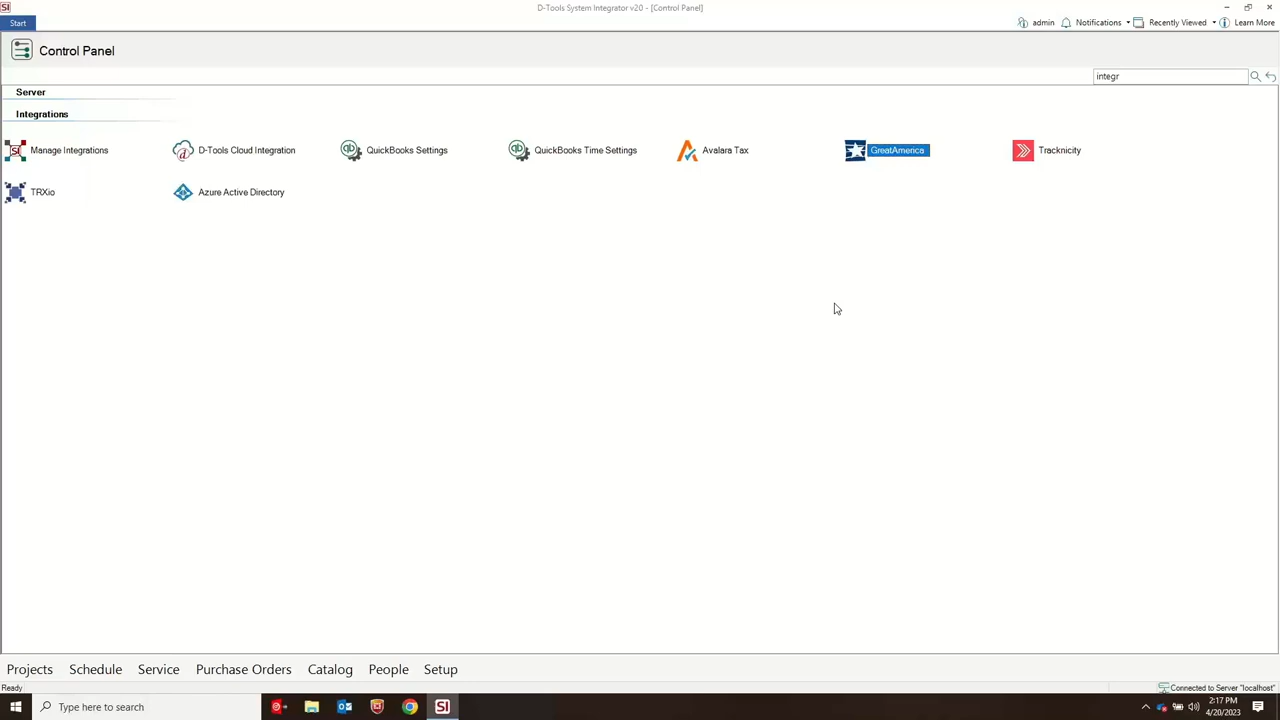 SI
D-Tools System Integrator v20 - [Control Panel]
Start
admin
Notifications
Recently Viewed
Learn More
Control Panel
integr
Server
Integrations
Manage Integrations
D-Tools Cloud Integration
QuickBooks Settings
QuickBooks Time Settings
Avalara Tax
GreatAmerica
Tracknicity
TRXio
Azure Active Directory
Projects
Schedule
Service
Purchase Orders
Catalog
People
Setup
Ready
Connected to Server "localhost"
Type here to search
SI
2:17 PM
4/20/2023